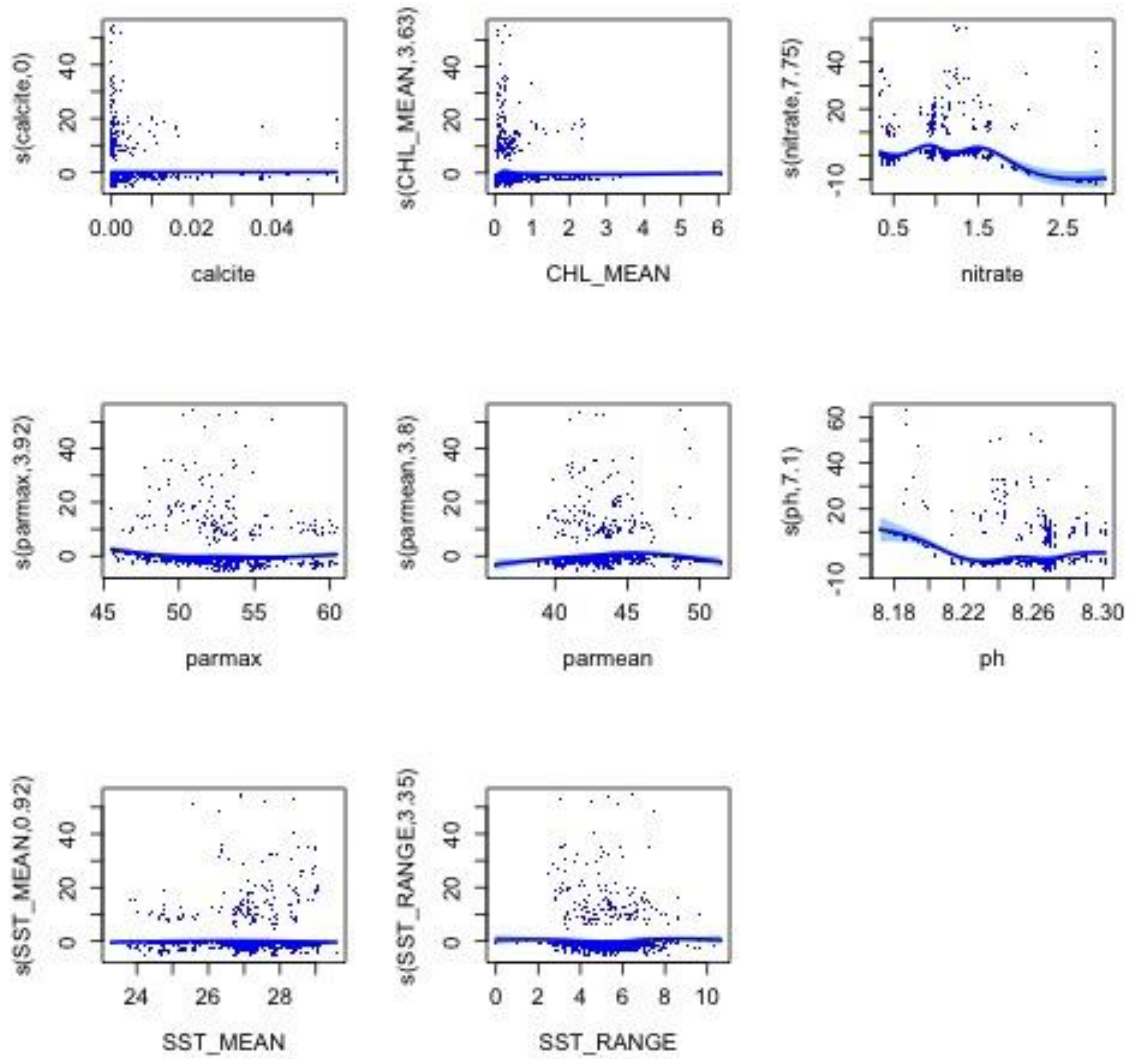 s(calcite,0)
40
20
0
0.00 0.02 0.04
calcite
s(CHL_MEAN,3.63)
40
20
0
0 1 2 3 4 5 6
CHL_MEAN
s(nitrate,7.75)
40
20
-10
0.5 1.0 1.5 2.5
nitrate
s(parmax,3.92)
40
20
0
45 50 55 60
parmax
s(parmean,3.8)
40
20
0
40 45 50
parmean
s(ph,7.1)
60
40
20
-10
8.18 8.22 8.26 8.30
ph
s(SST_MEAN,0.92)
40
20
0
24 26 28
SST_MEAN
s(SST_RANGE,3.35)
40
20
0
0 2 4 6 8 10
SST_RANGE